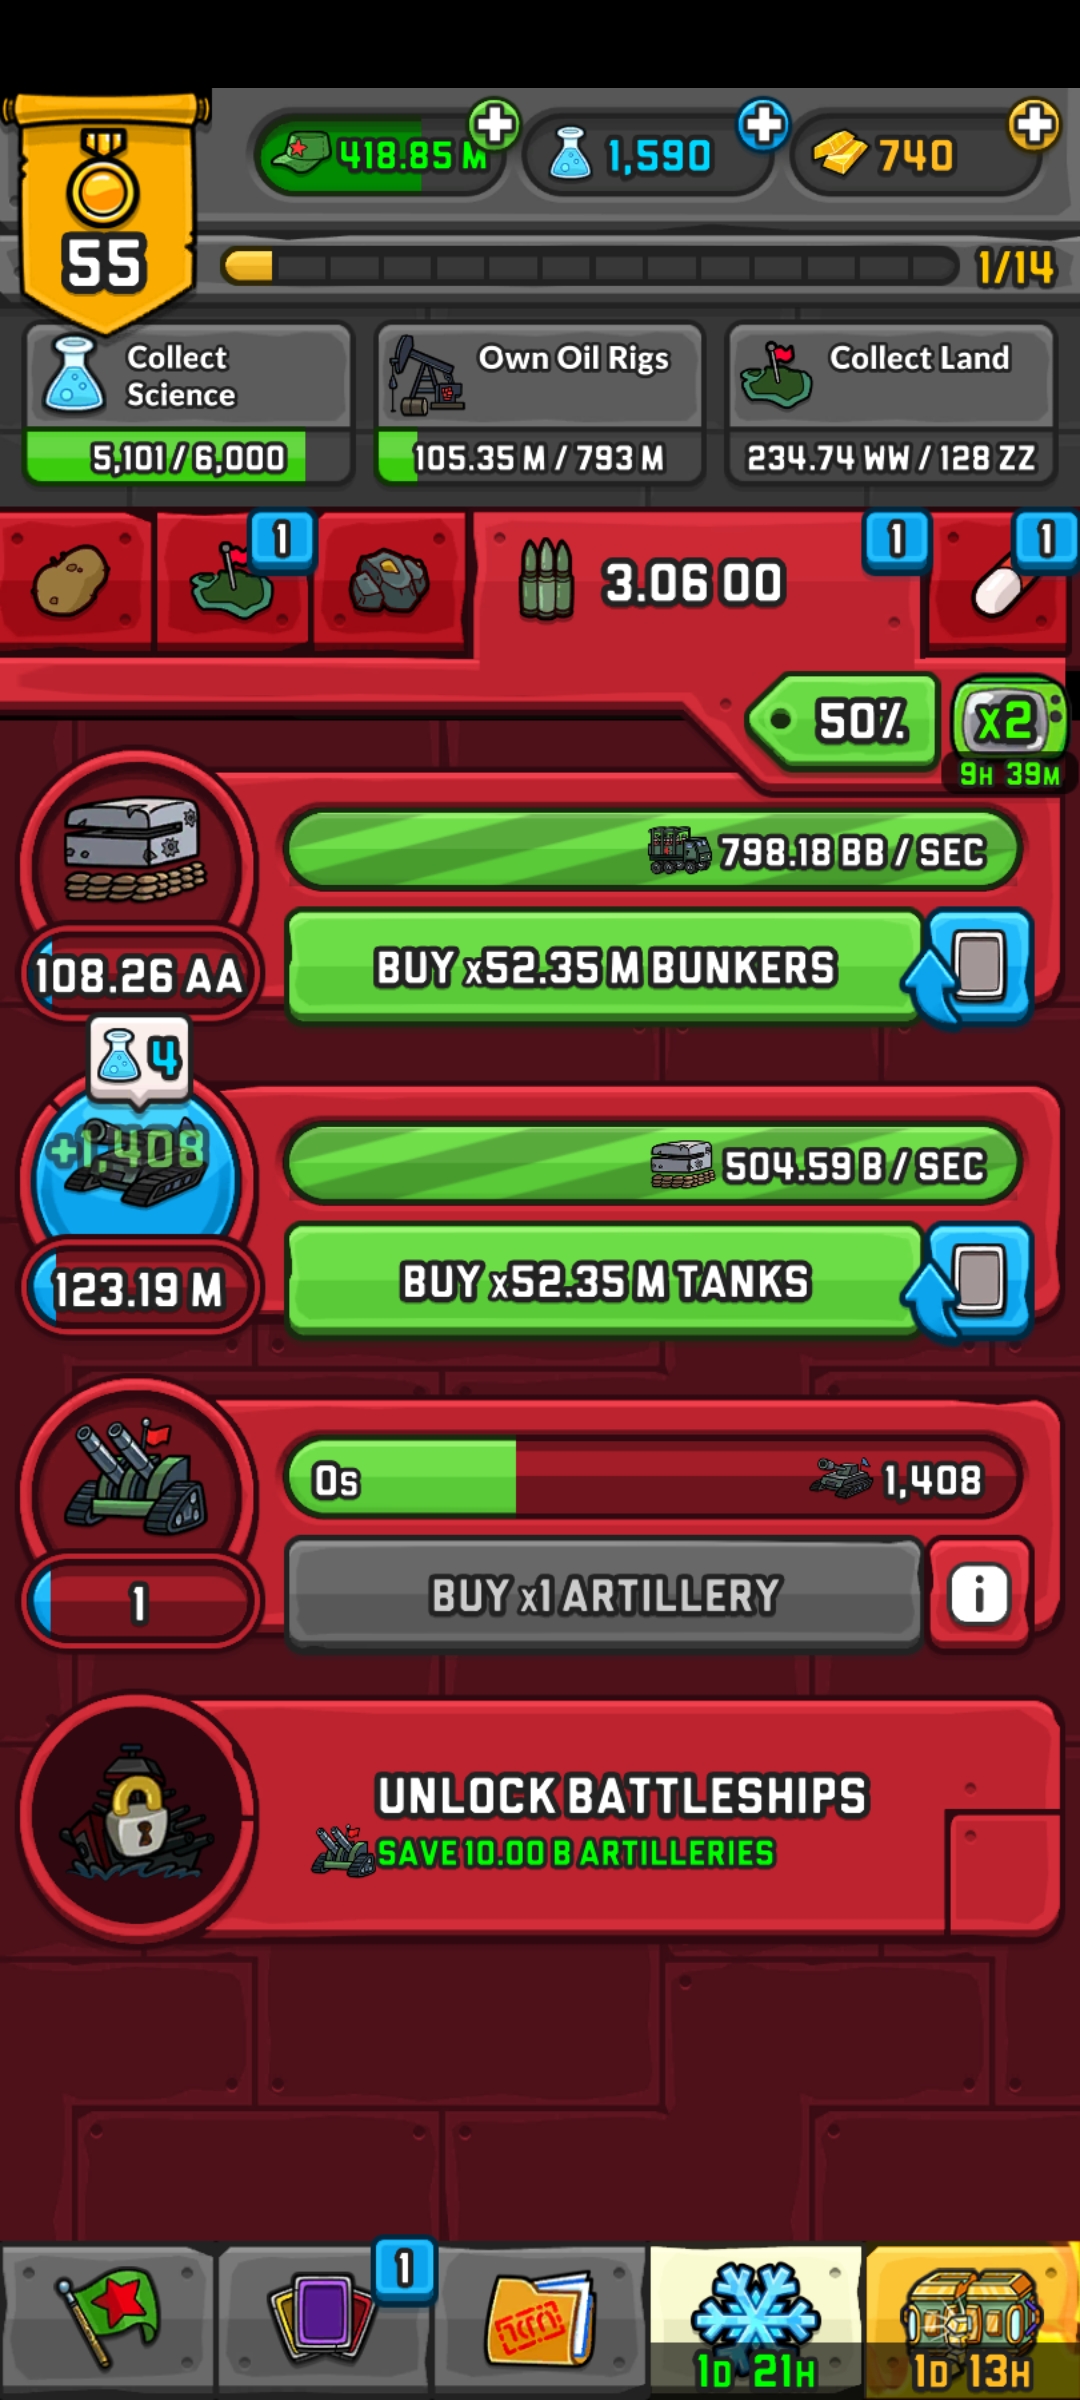 55
418.85 M
1,590
740
1/14
Collect
Science
5,101 / 6,000
Own Oil Rigs
105.35 M / 793 M
Collect Land
234.74 WW / 128 ZZ
1
3.06 OO
1
1
50%
x2
9H 39M
798.18 BB / SEC
108.26 AA
BUY x52.35 M BUNKERS
4
+1,408
504.59 B / SEC
123.19 M
BUY x52.35 M TANKS
0s
1,408
1
BUY x1 ARTILLERY
i
UNLOCK BATTLESHIPS
SAVE 10.00 B ARTILLERIES
1
1D 21H
1D 13H